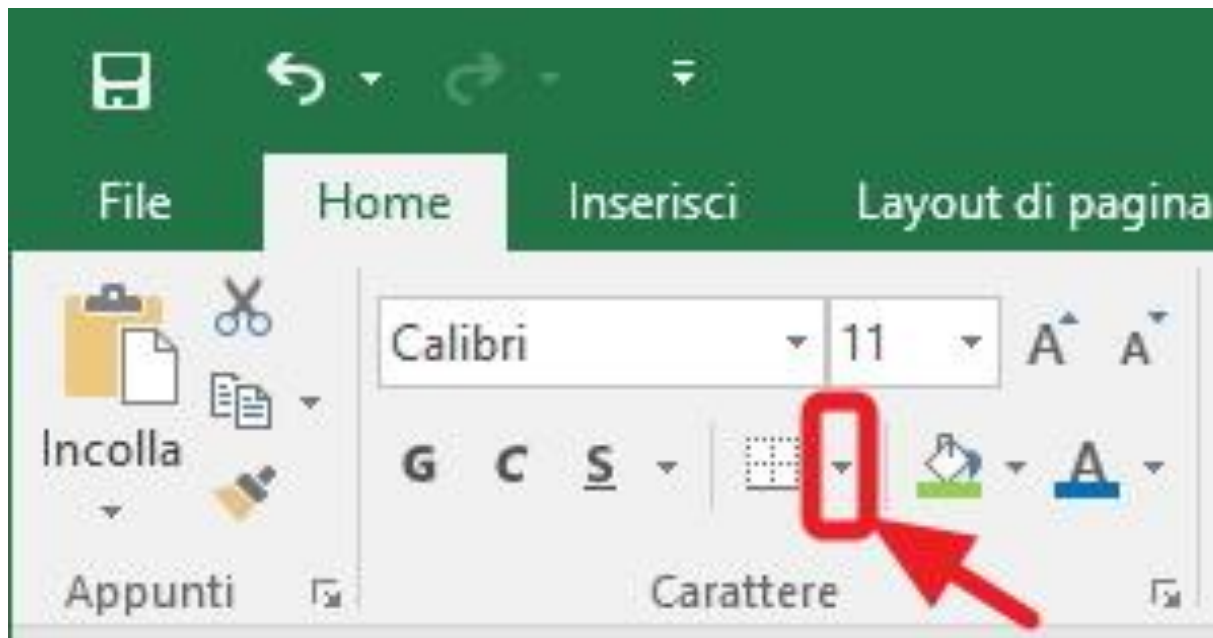 File Home Inserisci Layout di pagina
Calibri 11 A A
G C S A
Incolla
Appunti Carattere